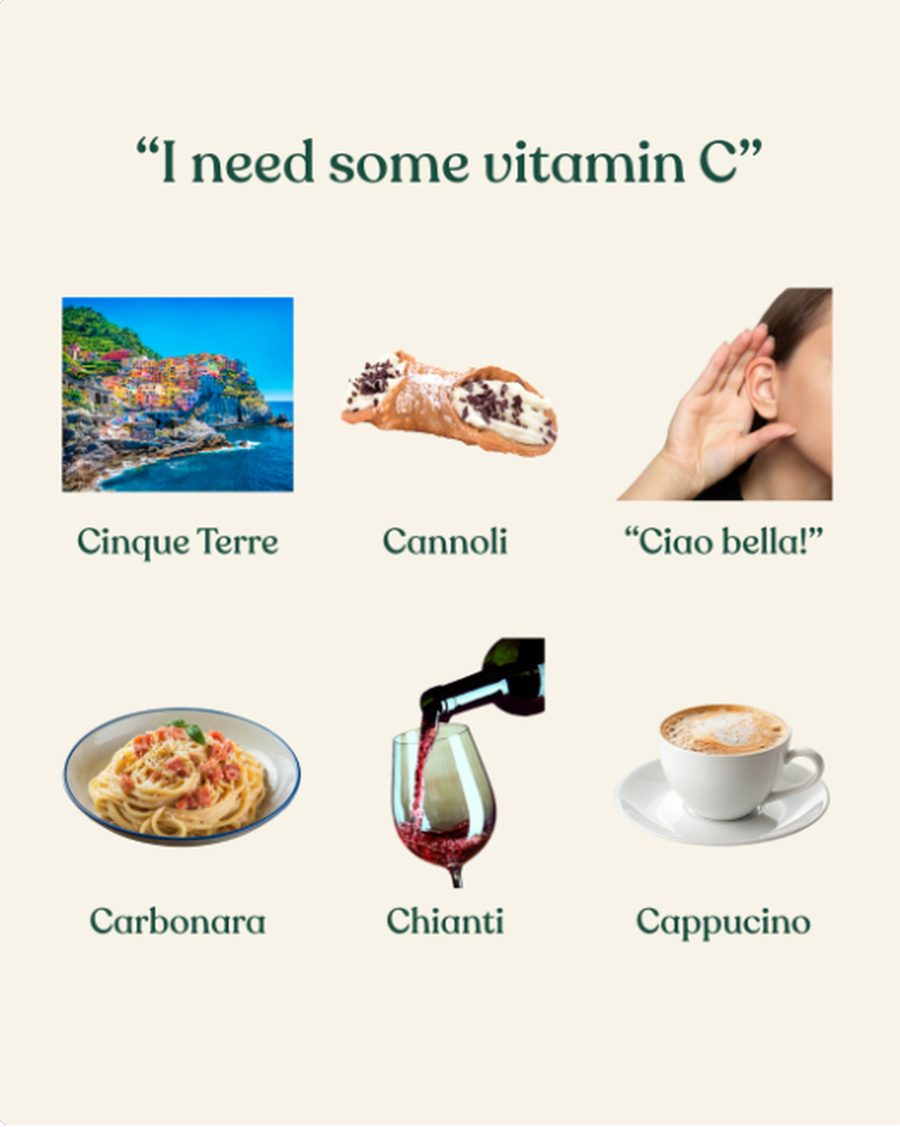 “I need some vitamin C”
Cinque Terre
Cannoli
“Ciao bella!”
Carbonara
Chianti
Cappucino